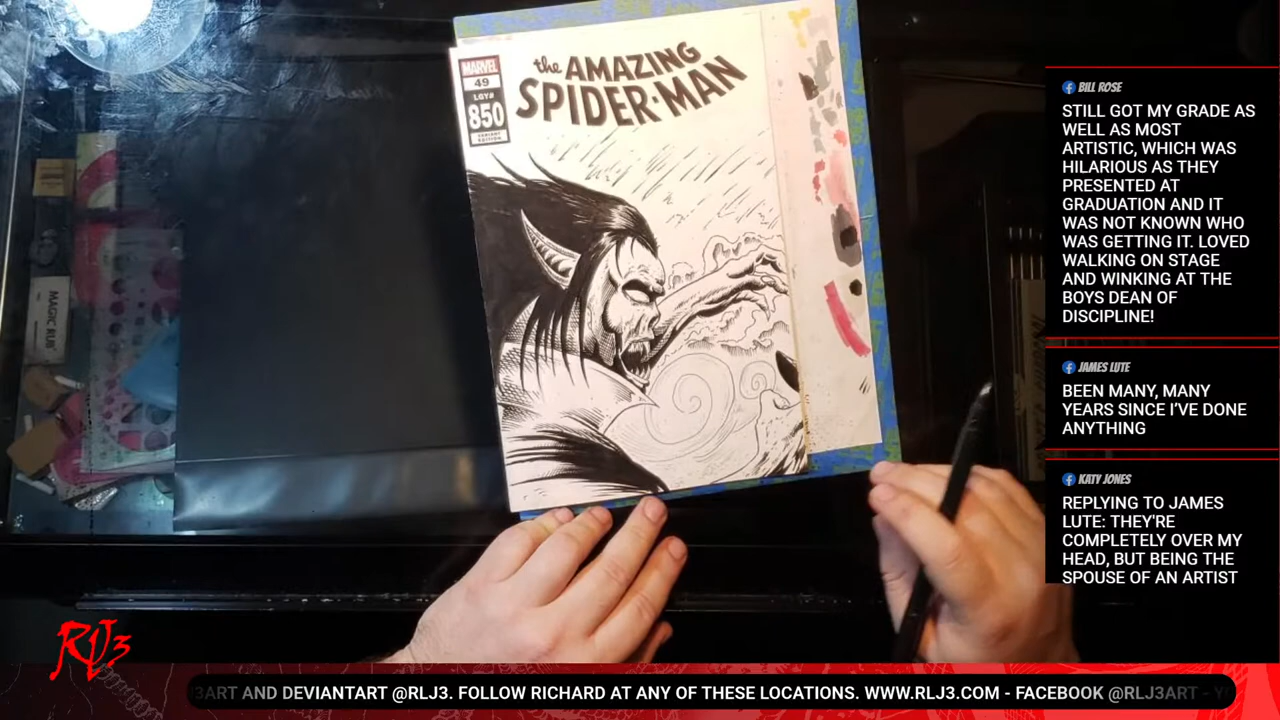 MARVEL
49
LGY#
850
VARIANT
EDITION
the AMAZING
SPIDER-MAN
MAGIC RUB
BILL ROSE
STILL GOT MY GRADE AS
WELL AS MOST
ARTISTIC, WHICH WAS
HILARIOUS AS THEY
PRESENTED AT
GRADUATION AND IT
WAS NOT KNOWN WHO
WAS GETTING IT. LOVED
WALKING ON STAGE
AND WINKING AT THE
BOYS DEAN OF
DISCIPLINE!
JAMES LUTE
BEEN MANY, MANY
YEARS SINCE I'VE DONE
ANYTHING
KATY JONES
REPLYING TO JAMES
LUTE: THEY'RE
COMPLETELY OVER MY
HEAD, BUT BEING THE
SPOUSE OF AN ARTIST
RLJ3
J3ART AND DEVIANTART @RLJ3. FOLLOW RICHARD AT ANY OF THESE LOCATIONS. WWW.RLJ3.COM - FACEBOOK @RLJ3ART - Y